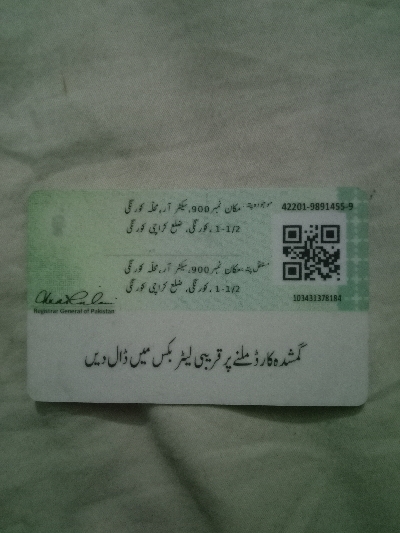 موجودہ پتہ مکان نمبر 900، سیکٹر آر، محلہ کورنگی 42201-9891455-9
1-1/2 ، کورنگی، ضلع کراچی کورنگی
مستقل پتہ مکان نمبر 900، سیکٹر آر، محلہ کورنگی
1-1/2 ، کورنگی، ضلع کراچی کورنگی
103431378184
Registrar General of Pakistan
گمشدہ کارڈ ملنے پر قریبی لیٹر بکس میں ڈال دیں